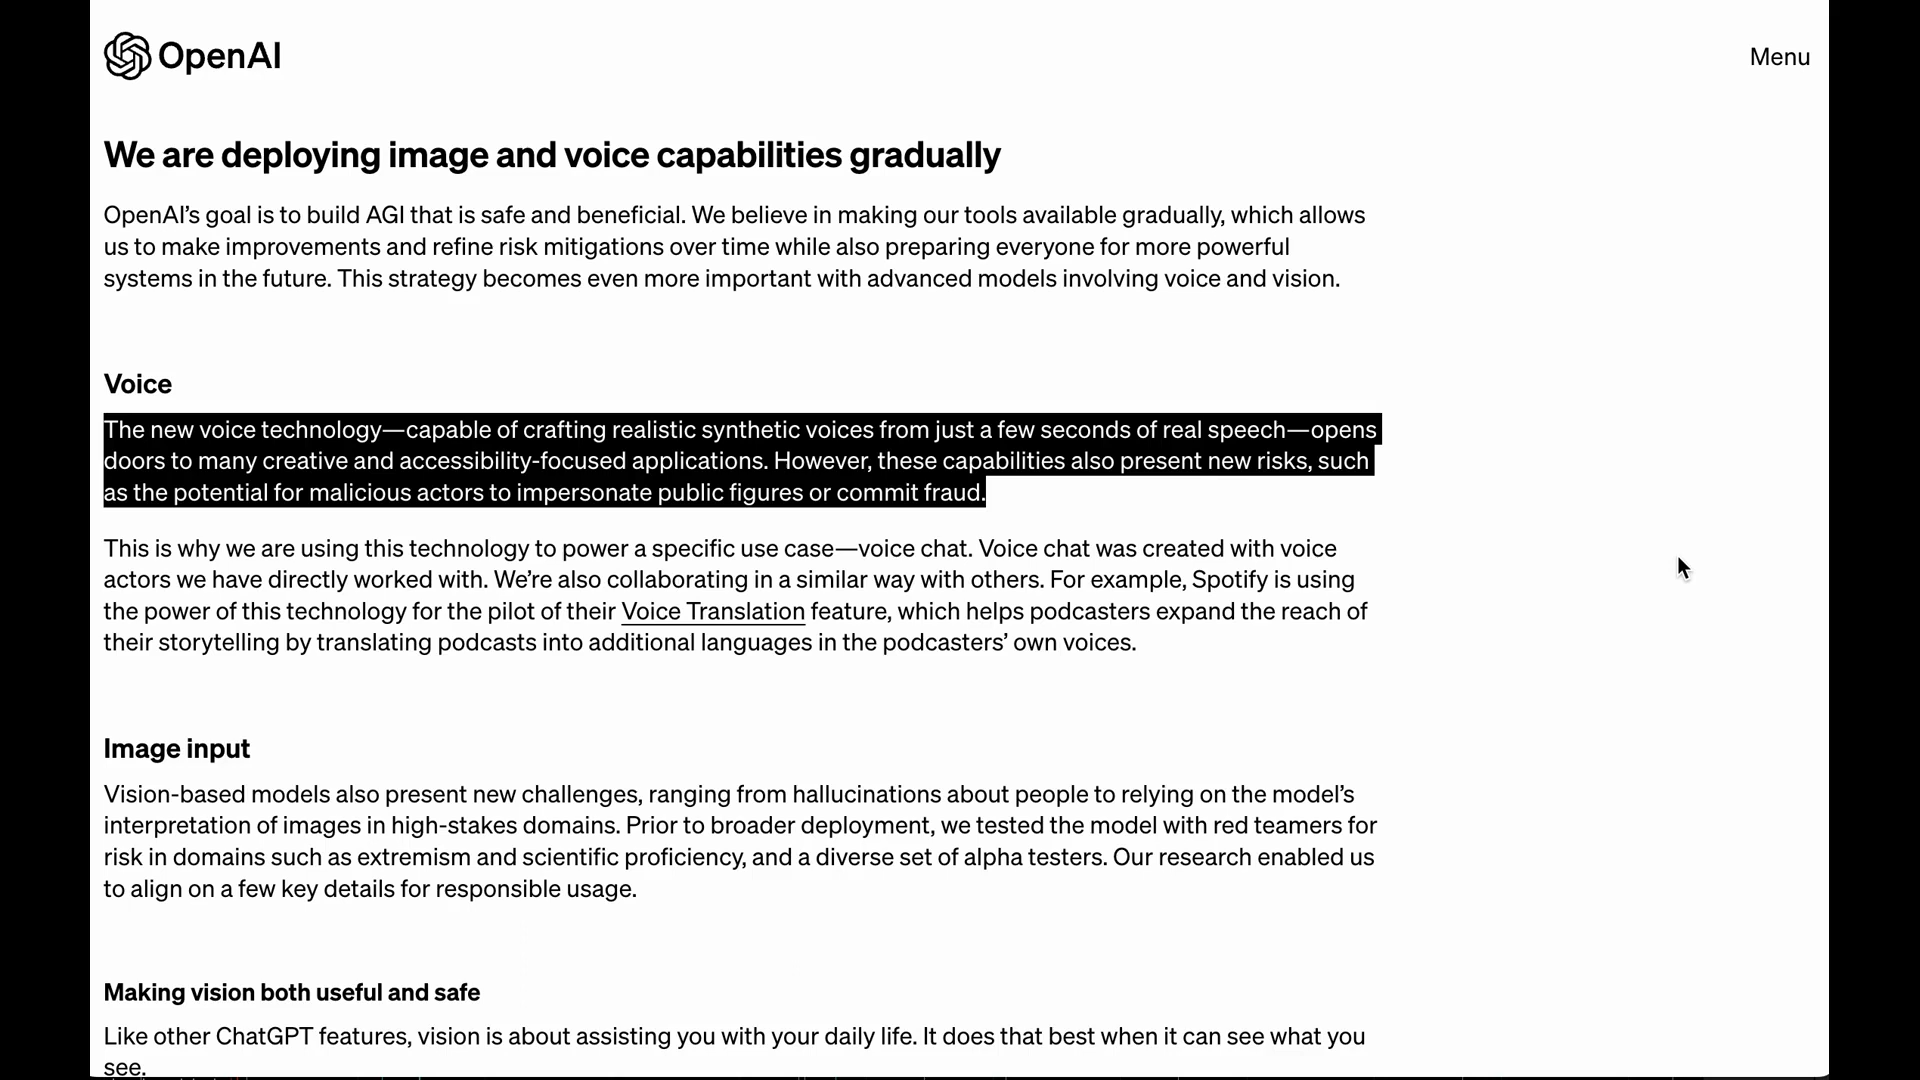 OpenAI
Menu
We are deploying image and voice capabilities gradually
OpenAI’s goal is to build AGI that is safe and beneficial. We believe in making our tools available gradually, which allows
us to make improvements and refine risk mitigations over time while also preparing everyone for more powerful
systems in the future. This strategy becomes even more important with advanced models involving voice and vision.
Voice
The new voice technology—capable of crafting realistic synthetic voices from just a few seconds of real speech—opens
doors to many creative and accessibility-focused applications. However, these capabilities also present new risks, such
as the potential for malicious actors to impersonate public figures or commit fraud.
This is why we are using this technology to power a specific use case—voice chat. Voice chat was created with voice
actors we have directly worked with. We’re also collaborating in a similar way with others. For example, Spotify is using
the power of this technology for the pilot of their Voice Translation feature, which helps podcasters expand the reach of
their storytelling by translating podcasts into additional languages in the podcasters’ own voices.
Image input
Vision-based models also present new challenges, ranging from hallucinations about people to relying on the model’s
interpretation of images in high-stakes domains. Prior to broader deployment, we tested the model with red teamers for
risk in domains such as extremism and scientific proficiency, and a diverse set of alpha testers. Our research enabled us
to align on a few key details for responsible usage.
Making vision both useful and safe
Like other ChatGPT features, vision is about assisting you with your daily life. It does that best when it can see what you
see.